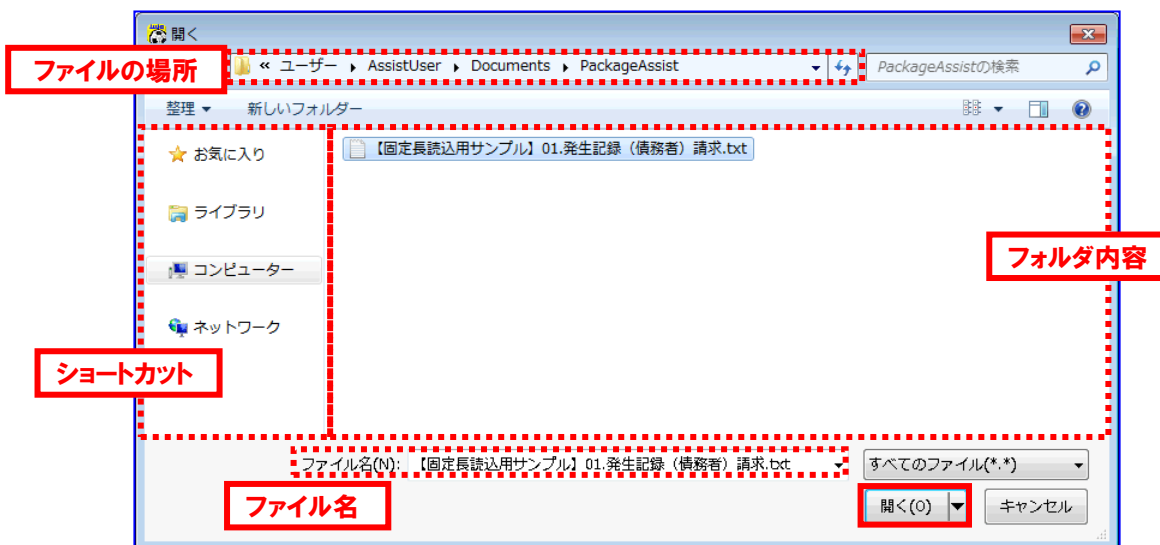 開く
ファイルの場所
« ユーザー ▸ AssistUser ▸ Documents ▸ PackageAssist
PackageAssistの検索
整理 ▼ 新しいフォルダー
お気に入り
【固定長読込用サンプル】01.発生記録（債務者）請求.txt
ライブラリ
フォルダ内容
コンピューター
ネットワーク
ショートカット
ファイル名(N): 【固定長読込用サンプル】01.発生記録（債務者）請求.txt
すべてのファイル(*.*)
ファイル名
開く(O)
キャンセル